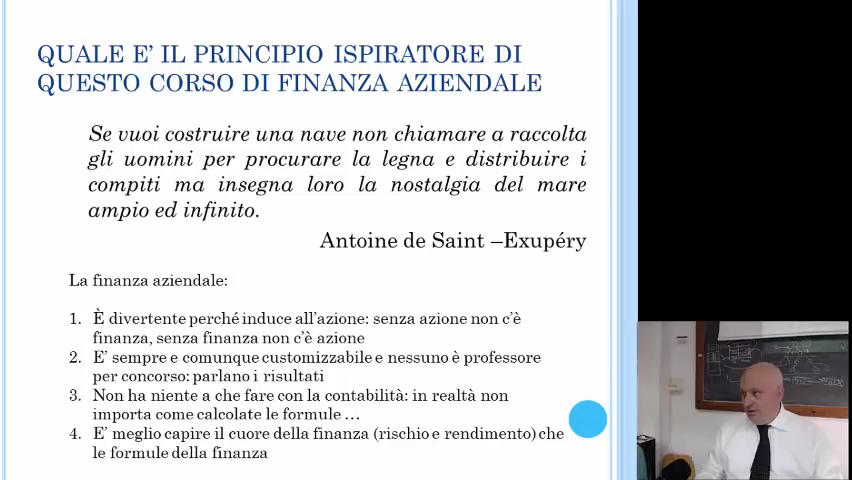 QUALE E' IL PRINCIPIO ISPIRATORE DI
QUESTO CORSO DI FINANZA AZIENDALE
Se vuoi costruire una nave non chiamare a raccolta
gli uomini per procurare la legna e distribuire i
compiti ma insegna loro la nostalgia del mare
ampio ed infinito.
Antoine de Saint –Exupéry
La finanza aziendale:
1. È divertente perché induce all'azione: senza azione non c'è
finanza, senza finanza non c'è azione
2. E' sempre e comunque customizzabile e nessuno è professore
per concorso: parlano i risultati
3. Non ha niente a che fare con la contabilità: in realtà non
importa come calcolate le formule …
4. E' meglio capire il cuore della finanza (rischio e rendimento) che
le formule della finanza